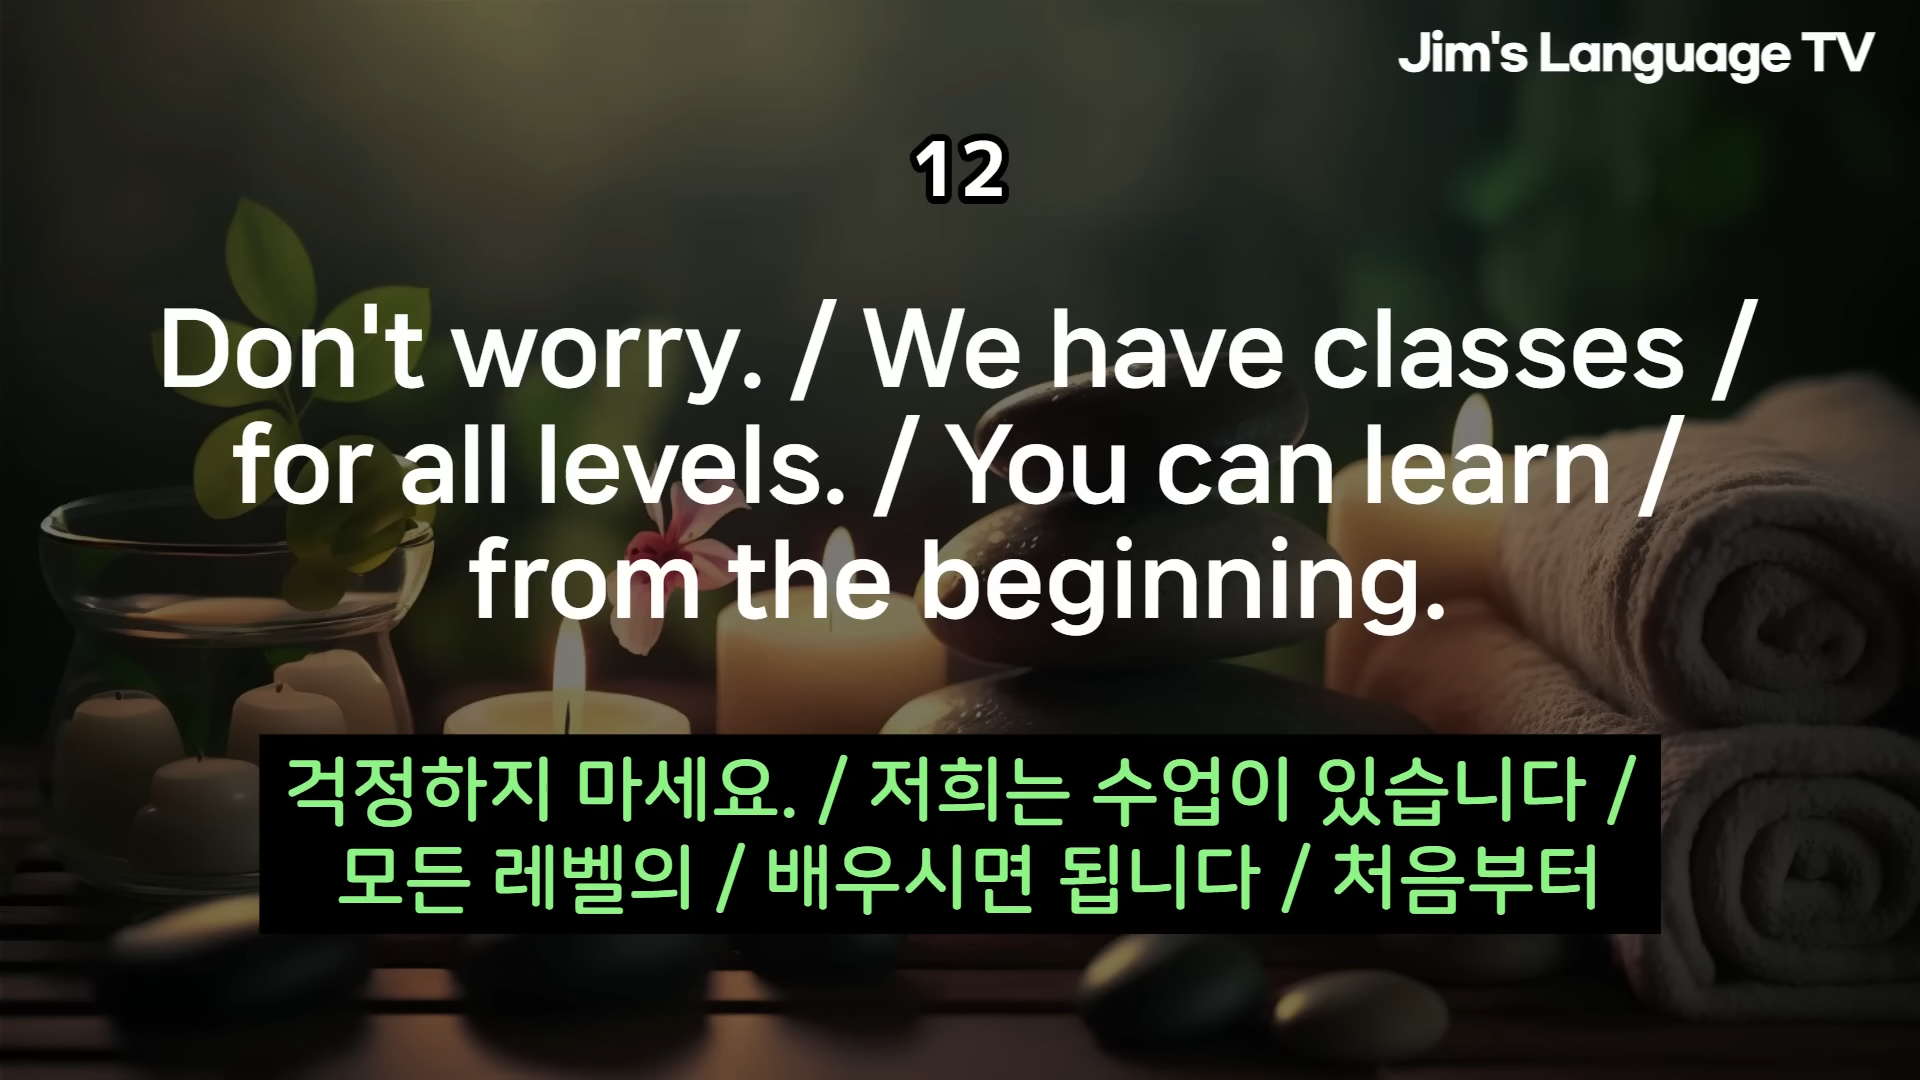 Jim's Language TV
12
Don't worry. / We have classes /
for all levels. / You can learn /
from the beginning.
걱정하지 마세요. / 저희는 수업이 있습니다 /
모든 레벨의 / 배우시면 됩니다 / 처음부터